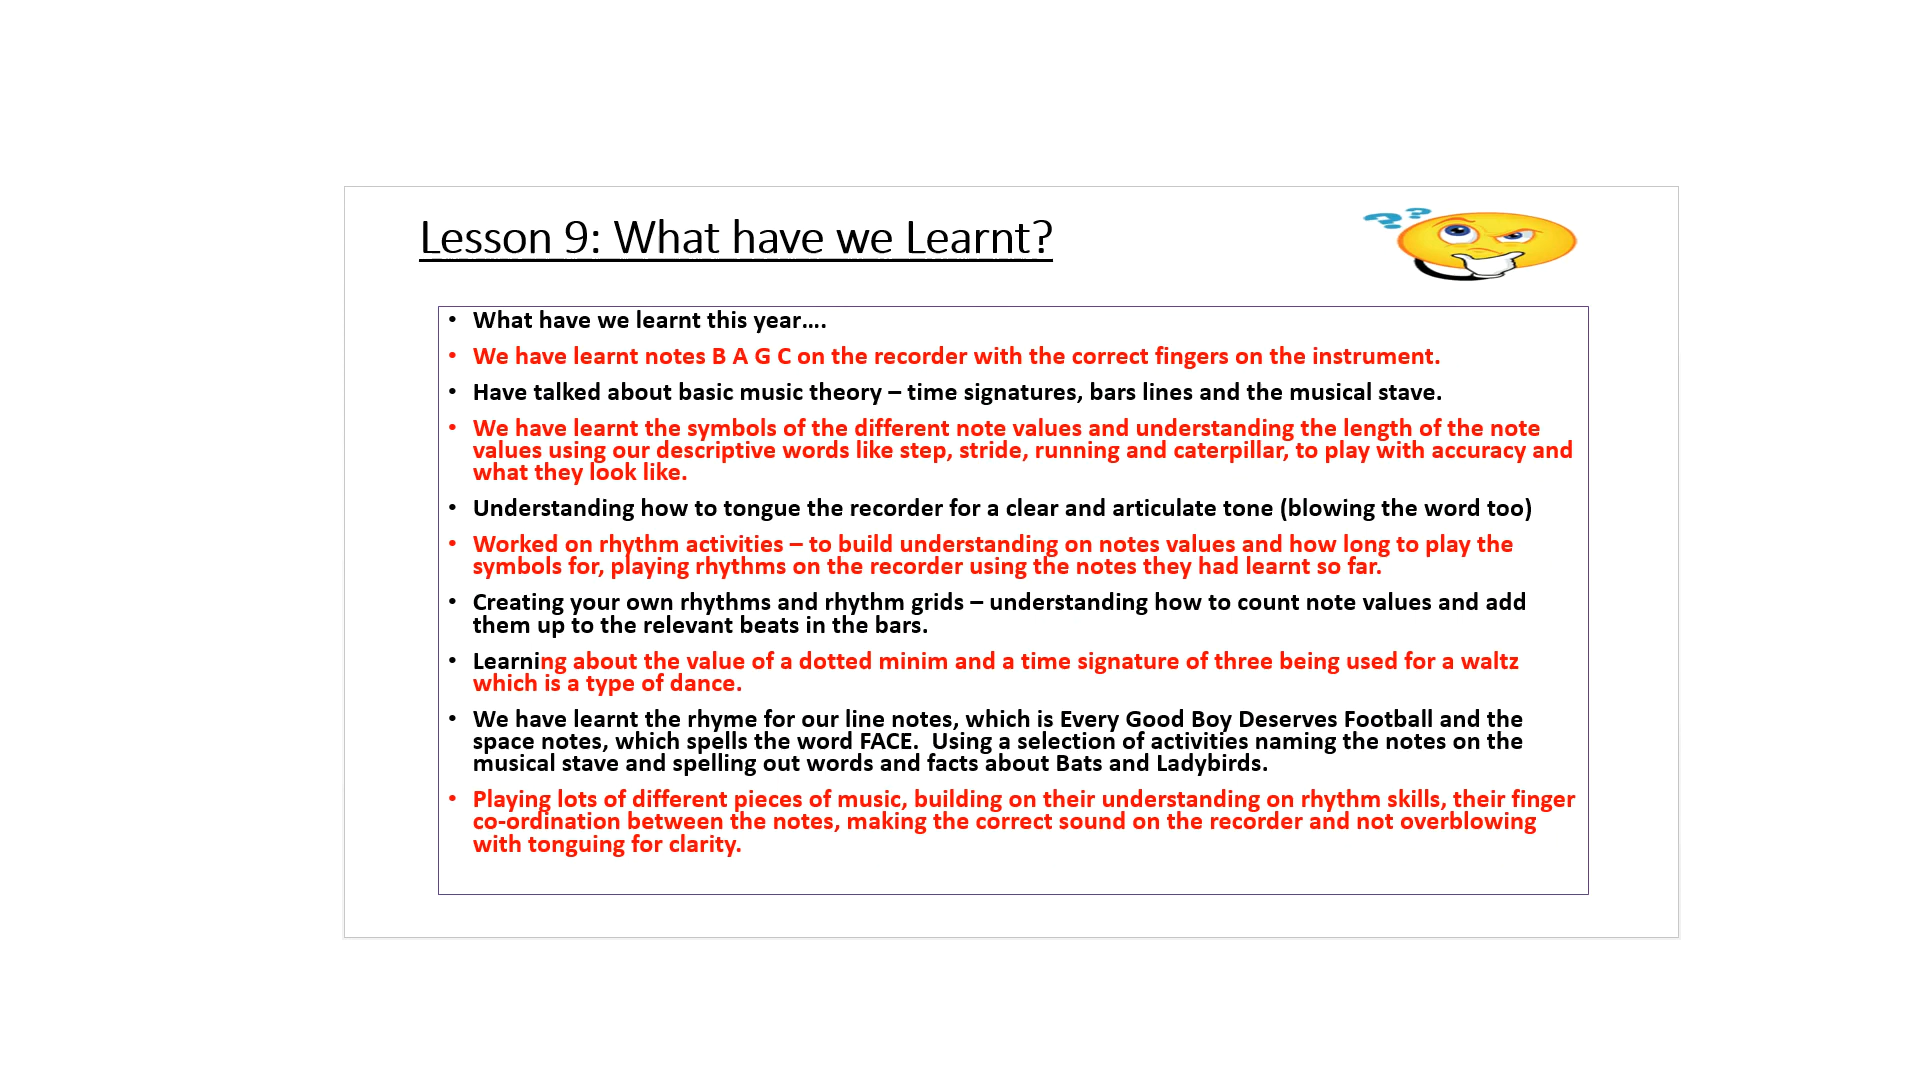 Lesson 9: What have we Learnt?
• What have we learnt this year....
• We have learnt notes B A G C on the recorder with the correct fingers on the instrument.
• Have talked about basic music theory – time signatures, bars lines and the musical stave.
• We have learnt the symbols of the different note values and understanding the length of the note
values using our descriptive words like step, stride, running and caterpillar, to play with accuracy and
what they look like.
• Understanding how to tongue the recorder for a clear and articulate tone (blowing the word too)
• Worked on rhythm activities – to build understanding on notes values and how long to play the
symbols for, playing rhythms on the recorder using the notes they had learnt so far.
• Creating your own rhythms and rhythm grids – understanding how to count note values and add
them up to the relevant beats in the bars.
• Learning about the value of a dotted minim and a time signature of three being used for a waltz
which is a type of dance.
• We have learnt the rhyme for our line notes, which is Every Good Boy Deserves Football and the
space notes, which spells the word FACE.  Using a selection of activities naming the notes on the
musical stave and spelling out words and facts about Bats and Ladybirds.
• Playing lots of different pieces of music, building on their understanding on rhythm skills, their finger
co-ordination between the notes, making the correct sound on the recorder and not overblowing
with tonguing for clarity.